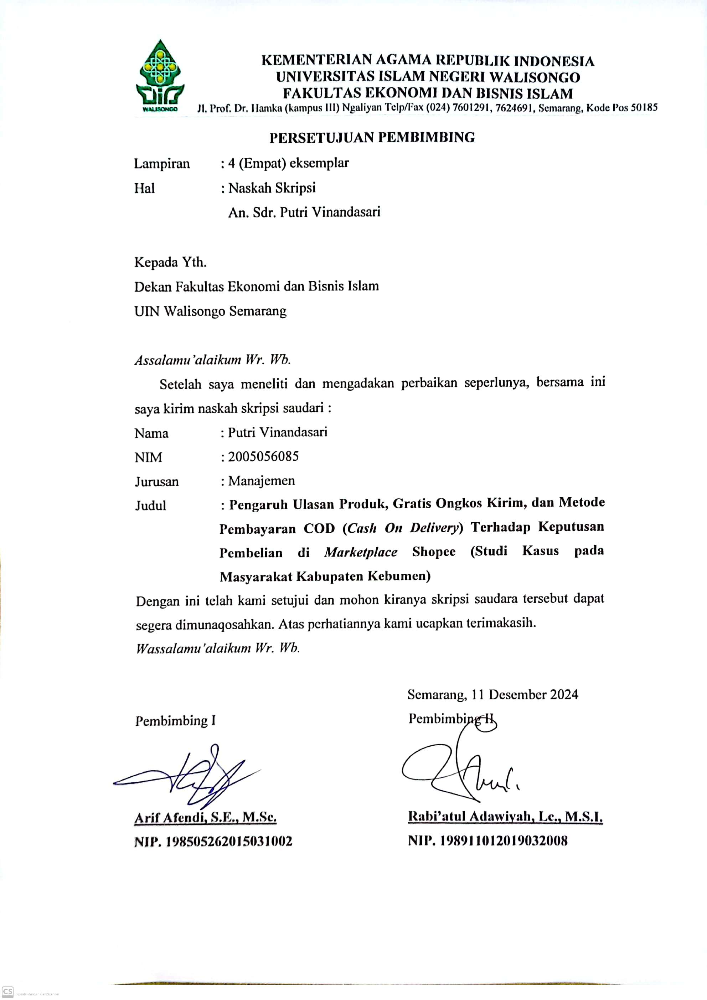 KEMENTERIAN AGAMA REPUBLIK INDONESIA
UNIVERSITAS ISLAM NEGERI WALISONGO
FAKULTAS EKONOMI DAN BISNIS ISLAM
Jl. Prof. Dr. Hamka (kampus III) Ngaliyan Telp/Fax (024) 7601291, 7624691, Semarang, Kode Pos 50185
WALISONGO
PERSETUJUAN PEMBIMBING
Lampiran : 4 (Empat) eksemplar
Hal : Naskah Skripsi
An. Sdr. Putri Vinandasari
Kepada Yth.
Dekan Fakultas Ekonomi dan Bisnis Islam
UIN Walisongo Semarang
Assalamu'alaikum Wr. Wb.
Setelah saya meneliti dan mengadakan perbaikan seperlunya, bersama ini
saya kirim naskah skripsi saudari :
Nama : Putri Vinandasari
NIM : 2005056085
Jurusan : Manajemen
Judul : Pengaruh Ulasan Produk, Gratis Ongkos Kirim, dan Metode
Pembayaran COD (Cash On Delivery) Terhadap Keputusan
Pembelian di Marketplace Shopee (Studi Kasus pada
Masyarakat Kabupaten Kebumen)
Dengan ini telah kami setujui dan mohon kiranya skripsi saudara tersebut dapat
segera dimunaqosahkan. Atas perhatiannya kami ucapkan terimakasih.
Wassalamu'alaikum Wr. Wb.
Semarang, 11 Desember 2024
Pembimbing I Pembimbing II
Arif Afendi, S.E., M.Sc. Rabi'atul Adawiyah, Lc., M.S.I.
NIP. 198505262015031002 NIP. 198911012019032008
CS Dipindai dengan CamScanner